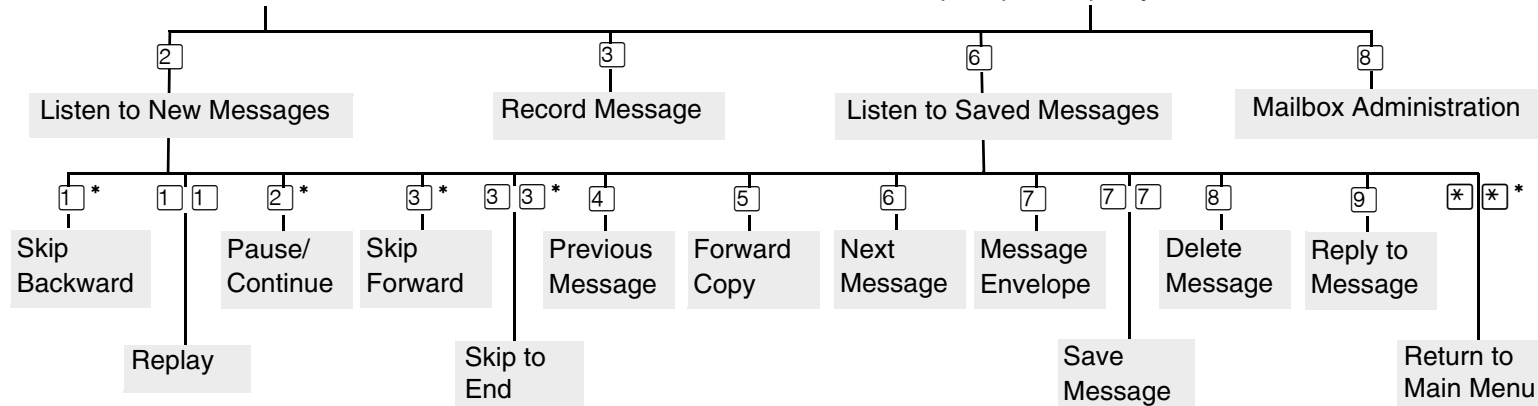 2
3
6
8
Listen to New Messages
Record Message
Listen to Saved Messages
Mailbox Administration
1 *
1 1
2 *
3 *
3 3 *
4
5
6
7
7 7
8
9
* * *
Skip
Backward
Pause/
Continue
Skip
Forward
Previous
Message
Forward
Copy
Next
Message
Message
Envelope
Delete
Message
Reply to
Message
Replay
Skip to
End
Save
Message
Return to
Main Menu